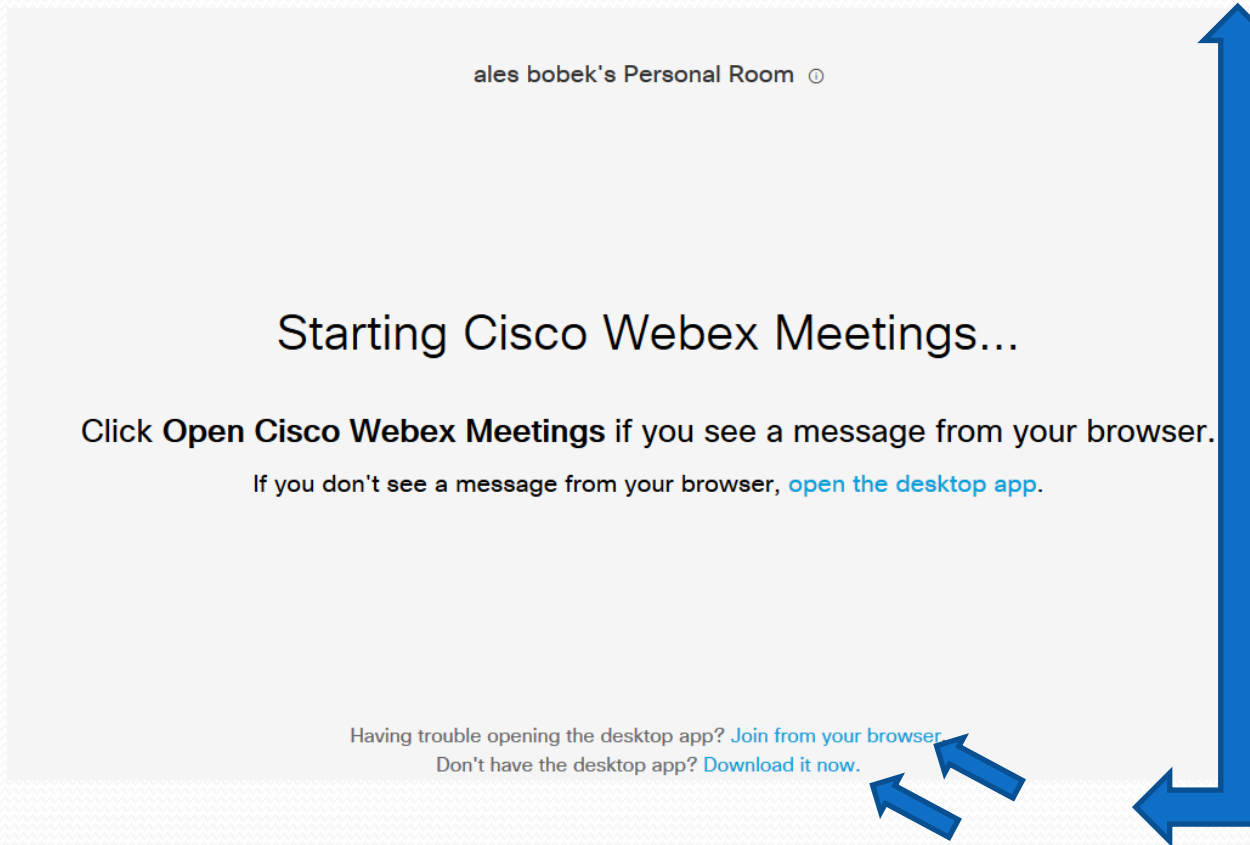 ales bobek's Personal Room
Starting Cisco Webex Meetings...
Click Open Cisco Webex Meetings if you see a message from your browser.
If you don't see a message from your browser, open the desktop app.
Having trouble opening the desktop app? Join from your browser.
Don't have the desktop app? Download it now.